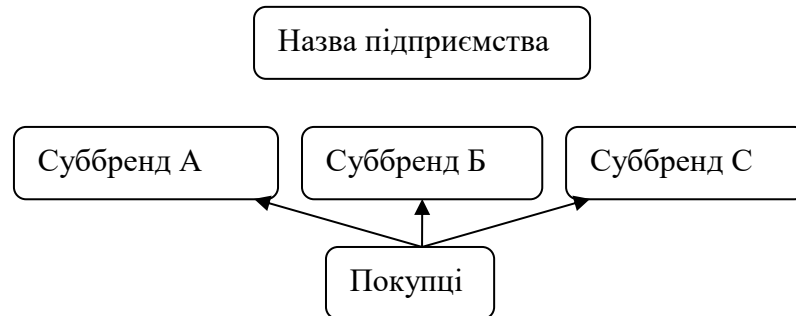 Назва підприємства
Суббренд А
Суббренд Б
Суббренд С
Покупці